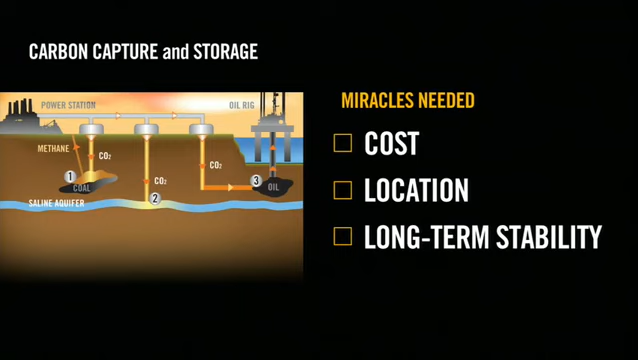 CARBON CAPTURE and STORAGE
POWER STATION
OIL RIG
METHANE
CO₂
CO₂
CO₂
1
COAL
2
3
OIL
SALINE AQUIFER
MIRACLES NEEDED
COST
LOCATION
LONG-TERM STABILITY